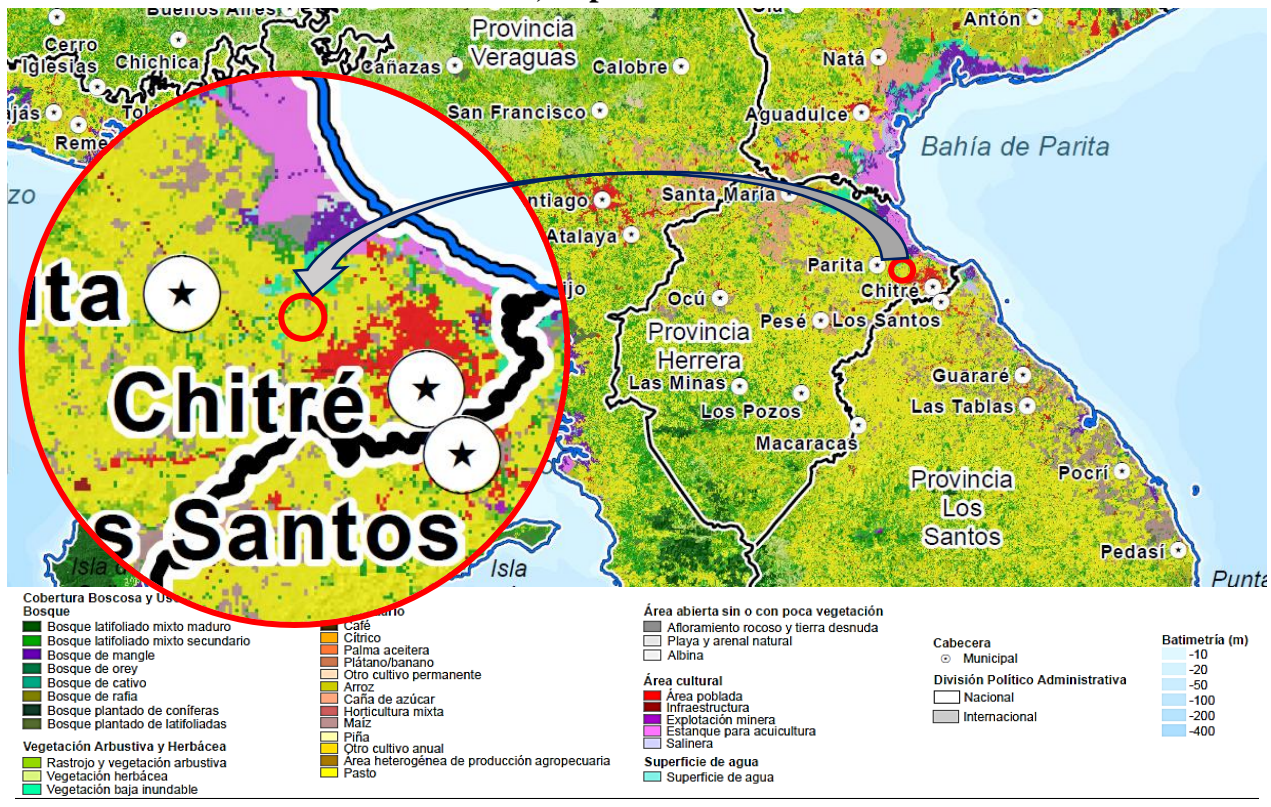 Buenos Aires
Provincia
Veraguas
Antón
Cerro
Iglesias
Chichica
Cañazas
Calobre
Natá
San Francisco
Aguadulce
Reme
Bahía de Parita
zo
ntiago
Santa María
Atalaya
Parita
ita
Chitré
Ocú
Pesé
Los Santos
Provincia
Herrera
Chitré
Las Minas
Los Pozos
Guararé
Las Tablas
Macaracas
Pocrí
Provincia
Los
Santos
s Santos
Pedasí
Isla
Isla
Punta
Cobertura Boscosa y Us
Bosque
Bosque latifoliado mixto maduro
Bosque latifoliado mixto secundario
Bosque de mangle
Bosque de orey
Bosque de cativo
Bosque de rafia
Bosque plantado de coníferas
Bosque plantado de latifoliadas
Vegetación Arbustiva y Herbácea
Rastrojo y vegetación arbustiva
Vegetación herbácea
Vegetación baja inundable
Café
Cítrico
Palma aceitera
Plátano/banano
Otro cultivo permanente
Arroz
Caña de azúcar
Horticultura mixta
Maíz
Piña
Otro cultivo anual
Área heterogénea de producción agropecuaria
Pasto
Área abierta sin o con poca vegetación
Afloramiento rocoso y tierra desnuda
Playa y arenal natural
Albina
Área cultural
Área poblada
Infraestructura
Explotación minera
Estanque para acuicultura
Salinera
Superficie de agua
Superficie de agua
Cabecera
Municipal
División Político Administrativa
Nacional
Internacional
Batimetría (m)
-10
-20
-50
-100
-200
-400